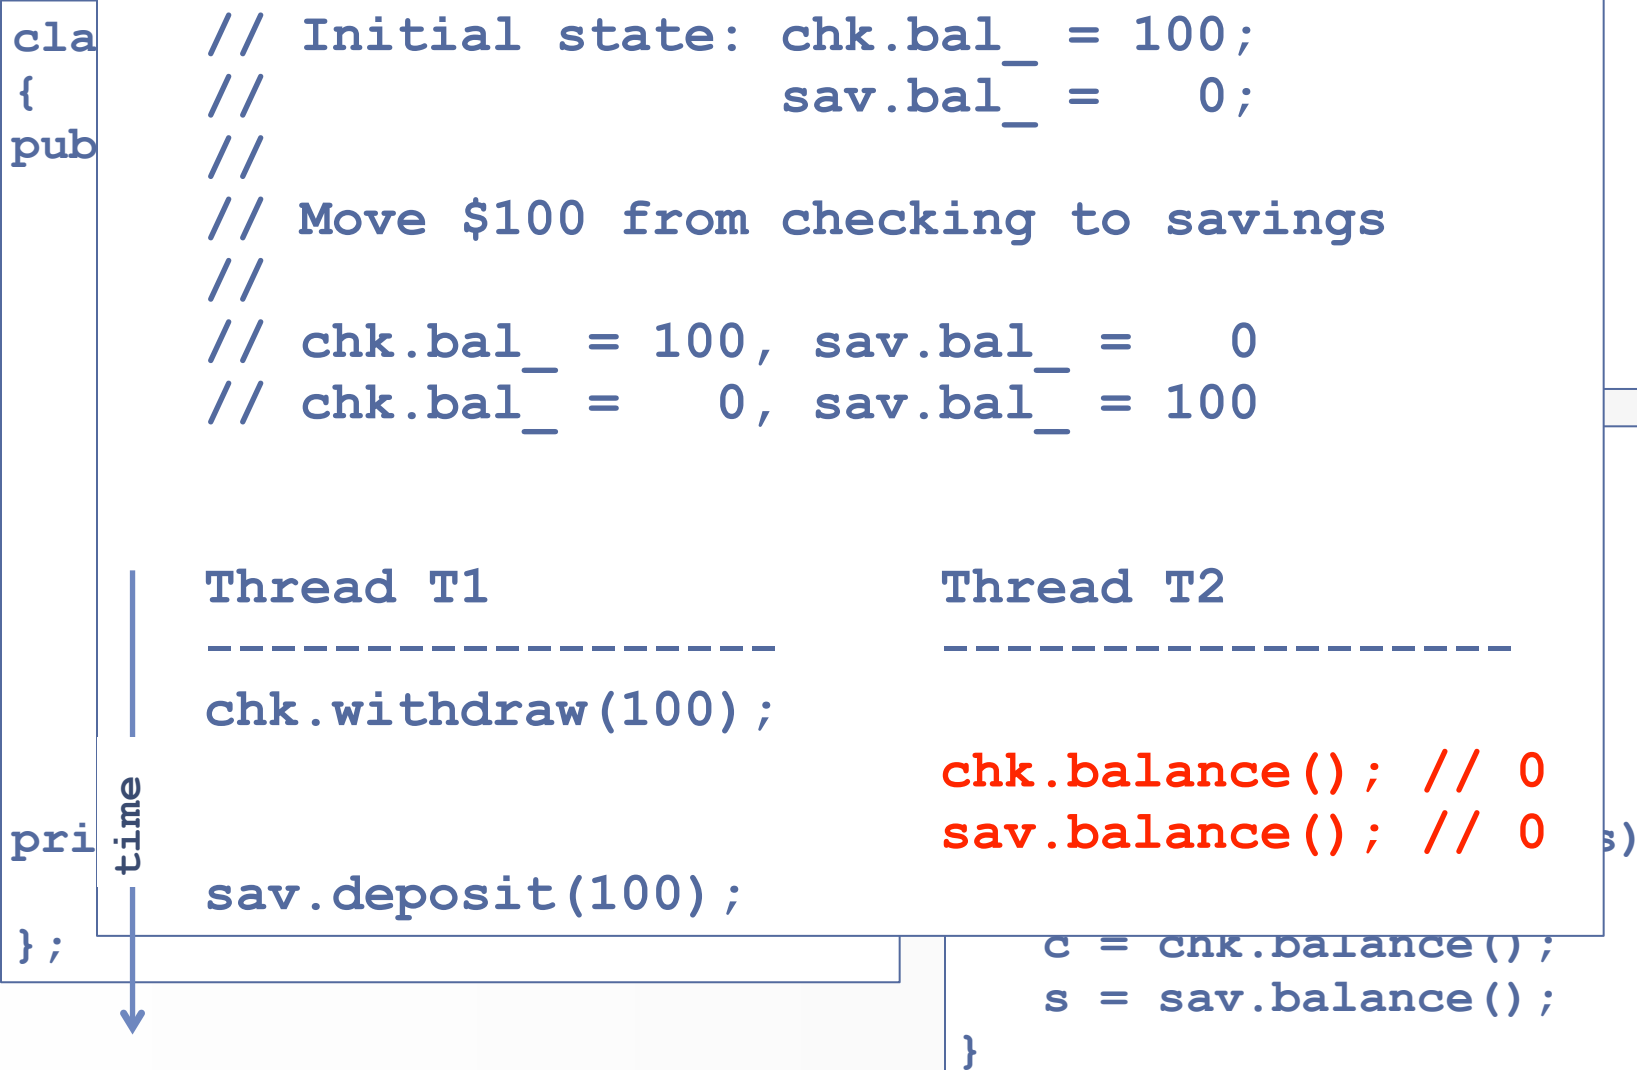 cla
{
pub
pri
};
// Initial state: chk.bal_ = 100;
//                sav.bal_ =   0;
//
// Move $100 from checking to savings
//
// chk.bal_ = 100, sav.bal_ =   0
// chk.bal_ =   0, sav.bal_ = 100
Thread T1              Thread T2
------------------     ------------------
chk.withdraw(100);
                       chk.balance(); // 0
                       sav.balance(); // 0
sav.deposit(100);
time
s)
c = chk.balance();
s = sav.balance();
}